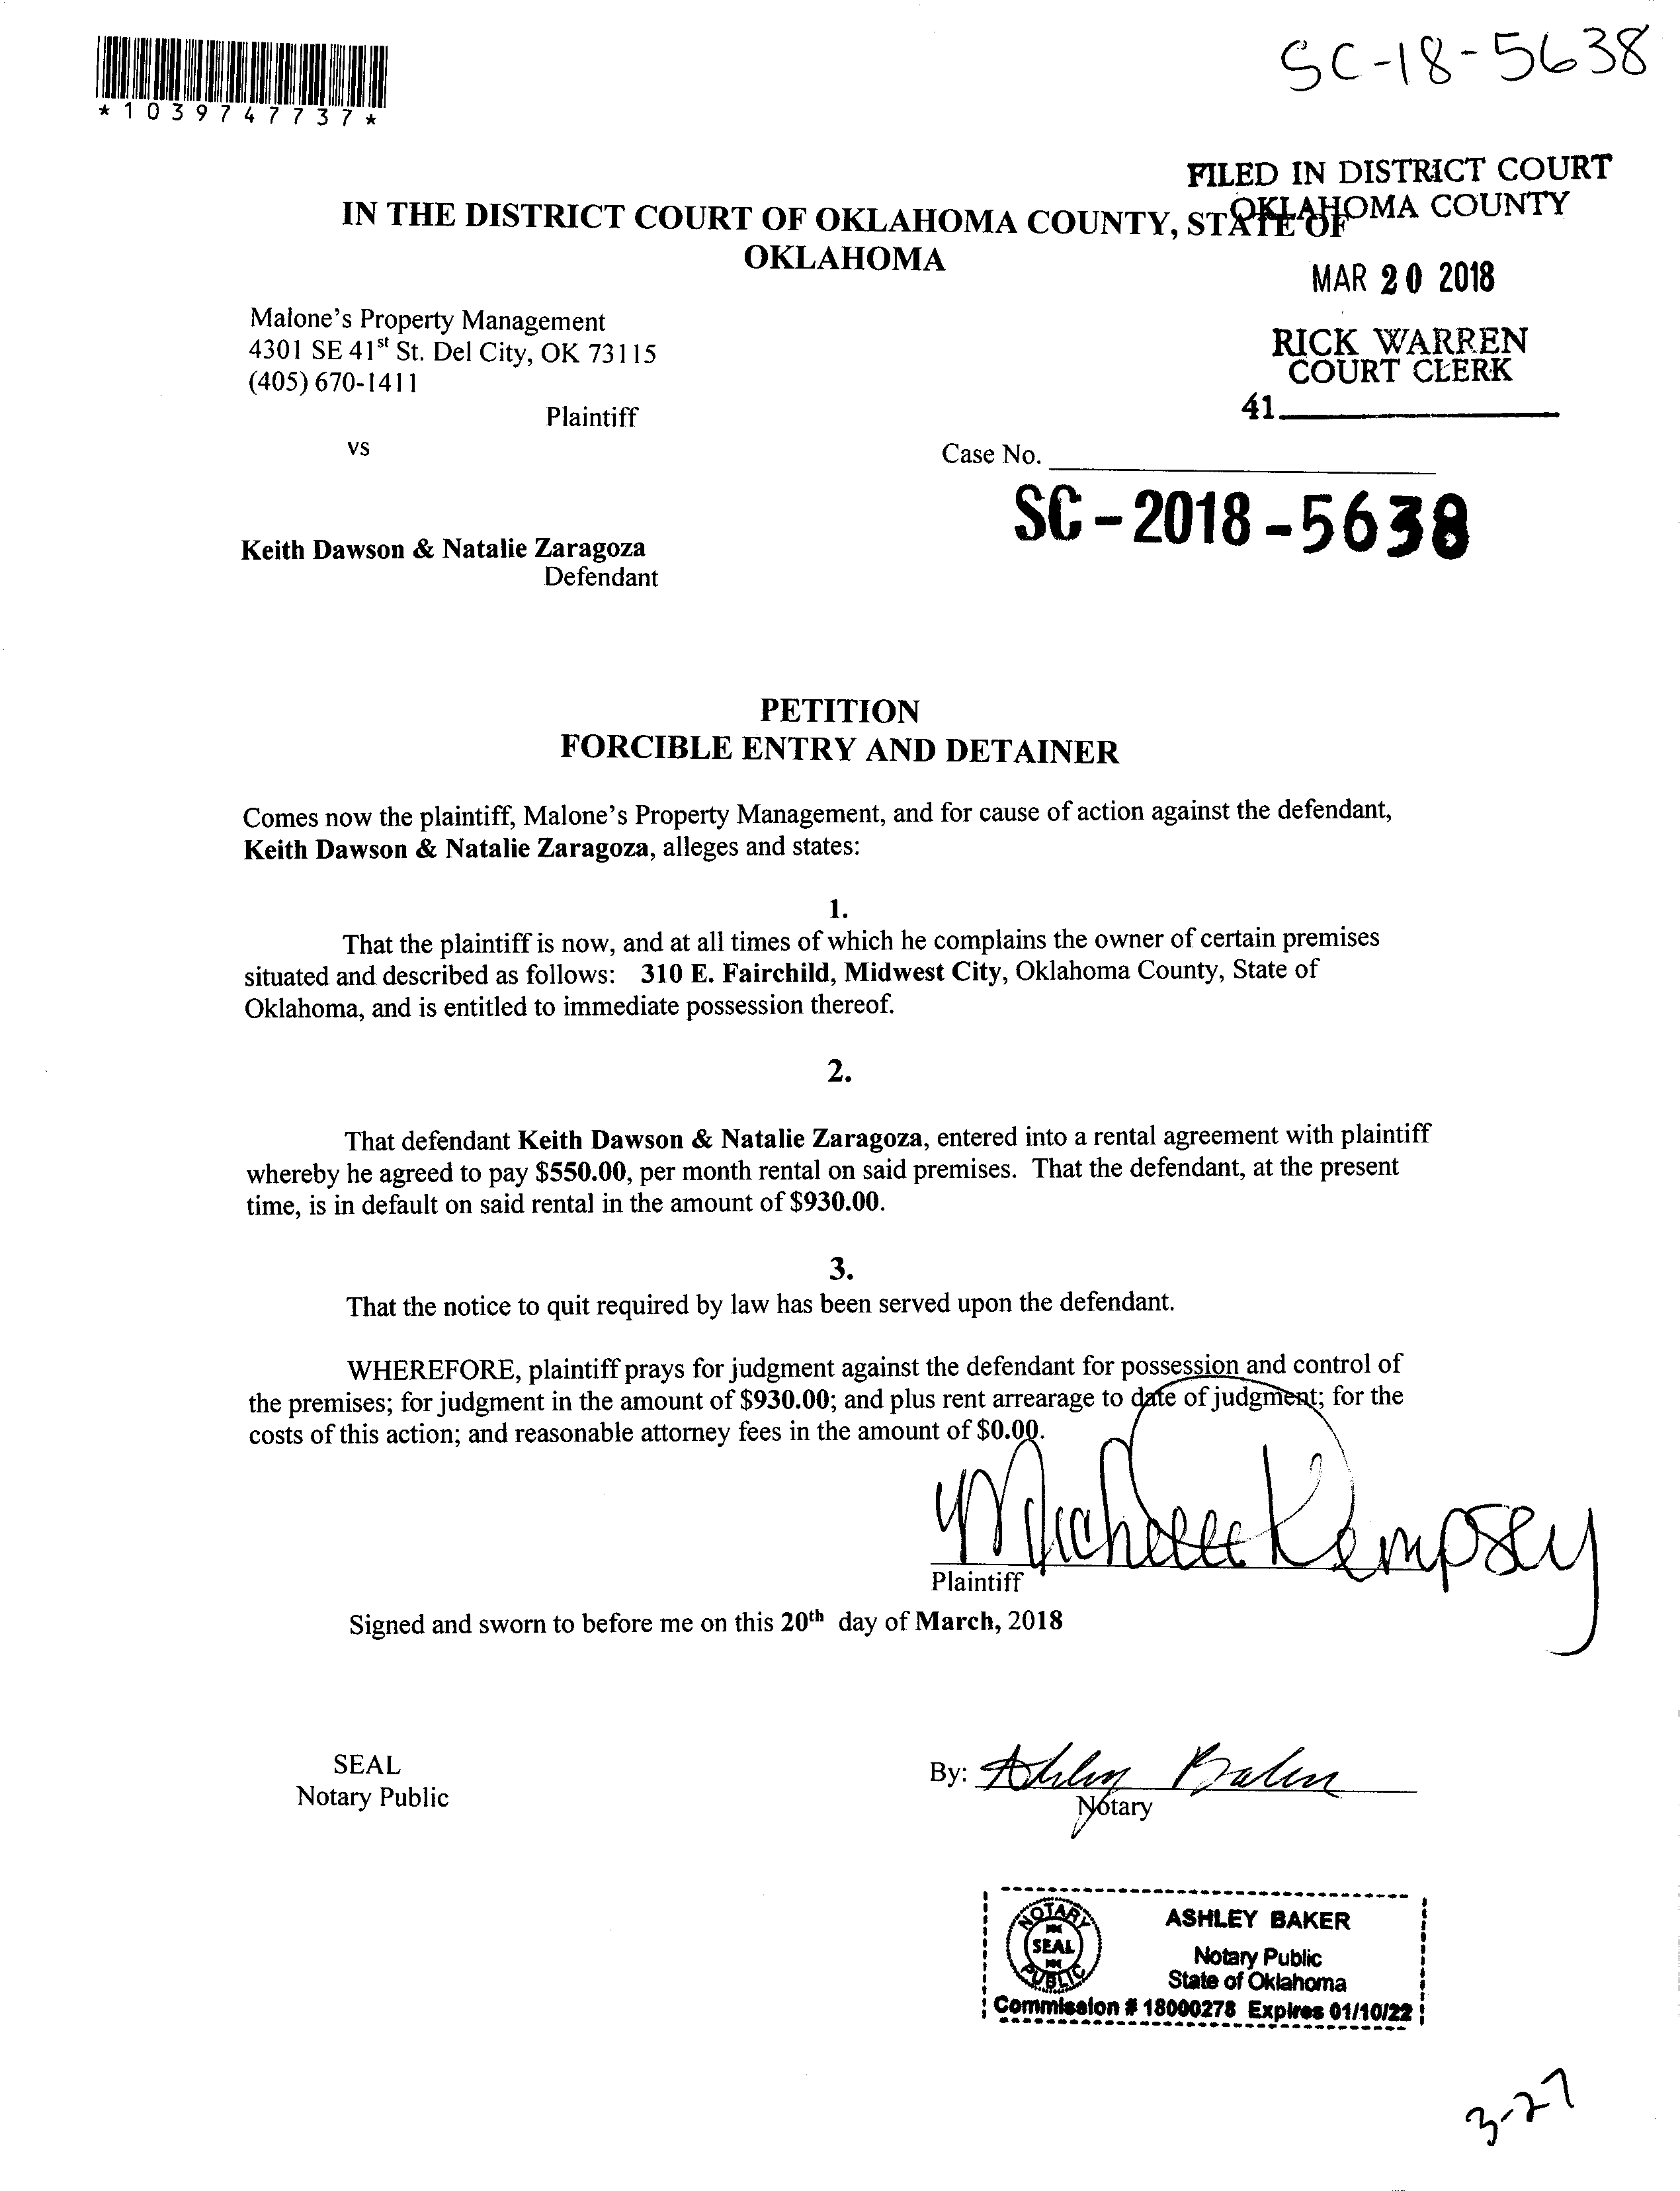 *1039747737*
SC-18-5638
FILED IN DISTRICT COURT
OKLAHOMA COUNTY
IN THE DISTRICT COURT OF OKLAHOMA COUNTY, STATE OF
OKLAHOMA
MAR 20 2018
Malone's Property Management
4301 SE 41st St. Del City, OK 73115
(405) 670-1411
RICK WARREN
COURT CLERK
41
Plaintiff
vs
Case No.
SC-2018-5638
Keith Dawson & Natalie Zaragoza
Defendant
PETITION
FORCIBLE ENTRY AND DETAINER
Comes now the plaintiff, Malone's Property Management, and for cause of action against the defendant,
Keith Dawson & Natalie Zaragoza, alleges and states:
1.
That the plaintiff is now, and at all times of which he complains the owner of certain premises
situated and described as follows: 310 E. Fairchild, Midwest City, Oklahoma County, State of
Oklahoma, and is entitled to immediate possession thereof.
2.
That defendant Keith Dawson & Natalie Zaragoza, entered into a rental agreement with plaintiff
whereby he agreed to pay $550.00, per month rental on said premises. That the defendant, at the present
time, is in default on said rental in the amount of $930.00.
3.
That the notice to quit required by law has been served upon the defendant.
WHEREFORE, plaintiff prays for judgment against the defendant for possession and control of
the premises; for judgment in the amount of $930.00; and plus rent arrearage to date of judgment; for the
costs of this action; and reasonable attorney fees in the amount of $0.00.
Michelle Kempsey
Plaintiff
Signed and sworn to before me on this 20th day of March, 2018
SEAL
Notary Public
By: Ashley Baker
Notary
NOTARY
SEAL
PUBLIC
ASHLEY BAKER
Notary Public
State of Oklahoma
Commission # 18000278 Expires 01/10/22
3-27